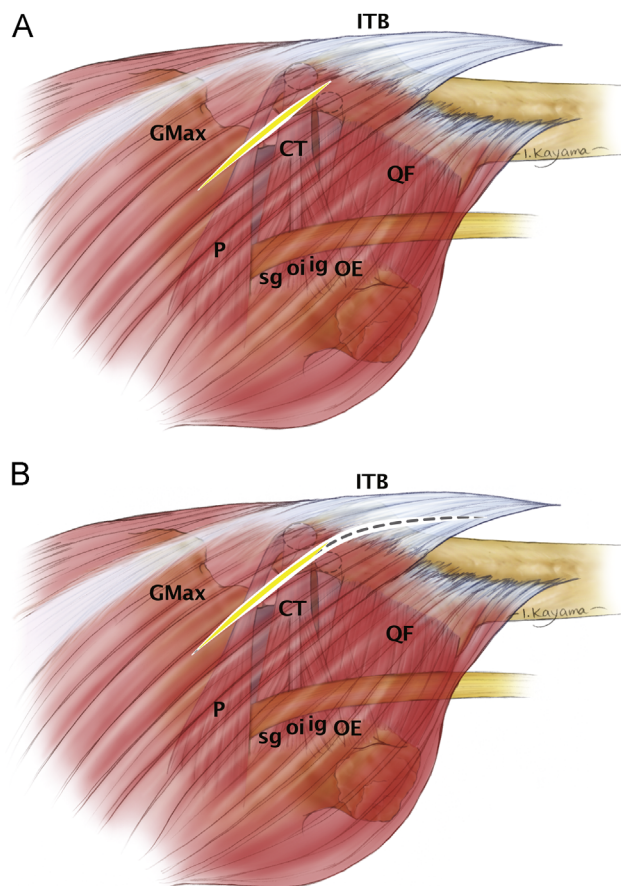 A
ITB
GMax
CT
QF
-I. Kayama-
P
sg oi ig OE
B
ITB
GMax
CT
QF
-I. Kayama-
P
sg oi ig OE